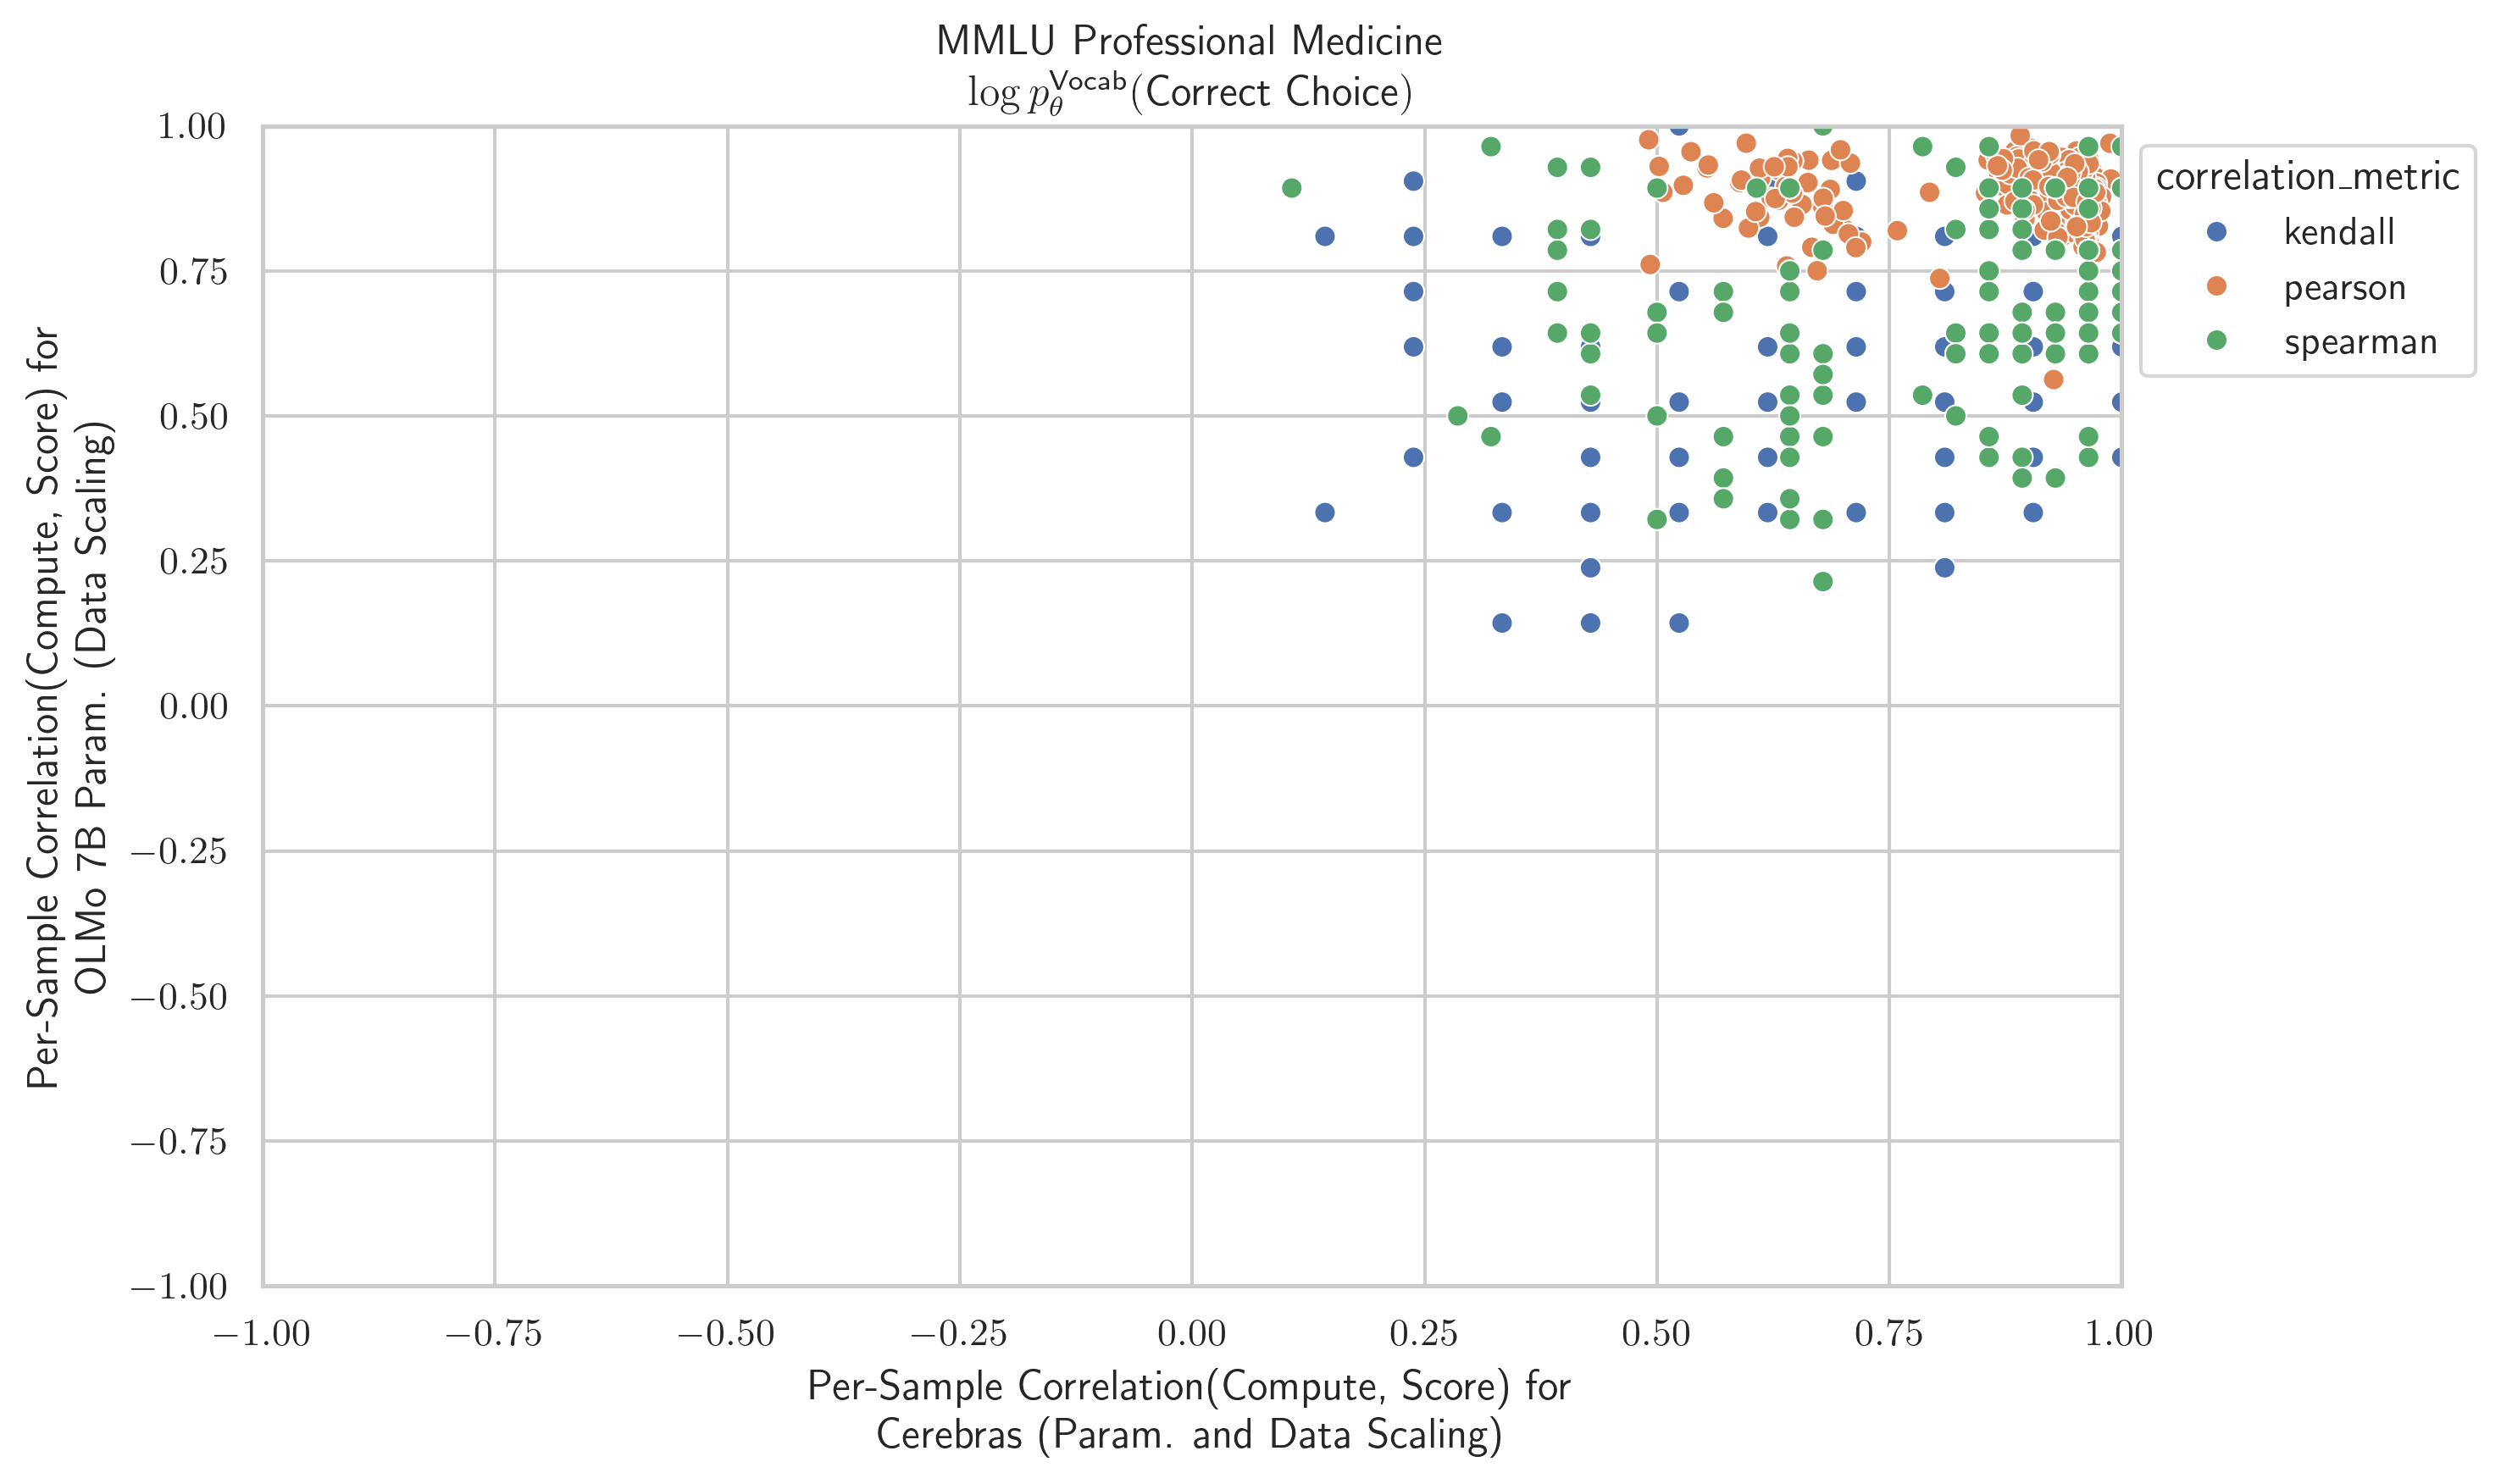 MMLU Professional Medicine
log p_θ^Vocab(Correct Choice)
1.00
0.75
0.50
0.25
0.00
−0.25
−0.50
−0.75
−1.00
Per-Sample Correlation(Compute, Score) for
OLMo 7B Param. (Data Scaling)
correlation_metric
kendall
pearson
spearman
−1.00 −0.75 −0.50 −0.25 0.00 0.25 0.50 0.75 1.00
Per-Sample Correlation(Compute, Score) for
Cerebras (Param. and Data Scaling)